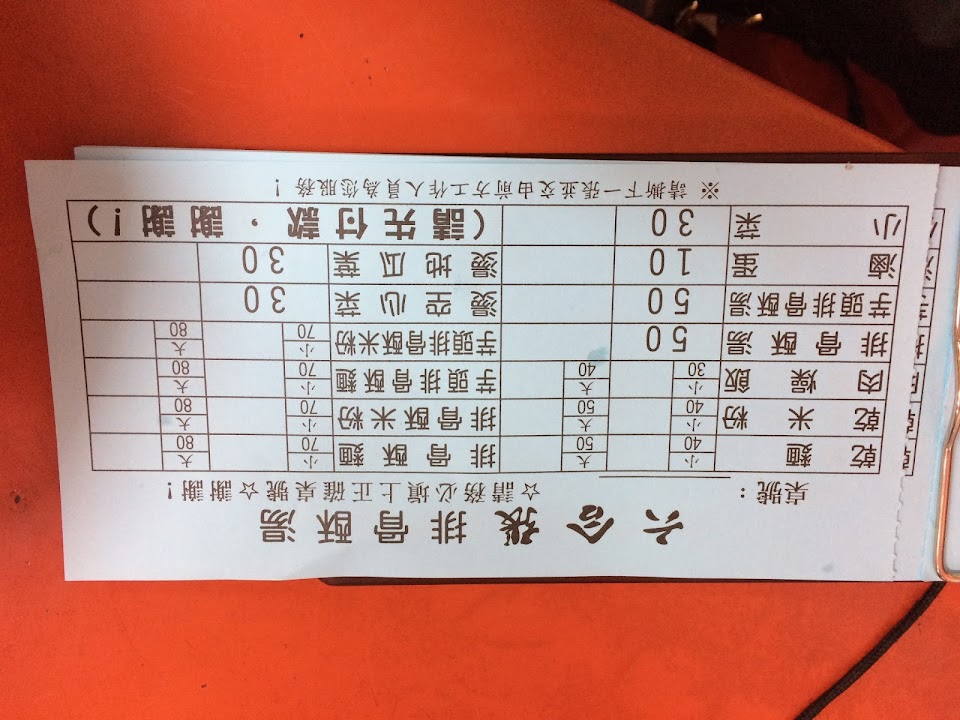 六合張 排骨酥湯
桌號： ☆請務必填上正確桌號☆謝謝！
乾麵 小 40 大 50 排骨酥麵 小 70 大 80
乾米粉 小 40 大 50 排骨酥米粉 小 70 大 80
肉燥飯 小 30 大 40 芋頭排骨酥麵 小 70 大 80
排骨酥湯 50 芋頭排骨酥米粉 小 70 大 80
芋頭排骨酥湯 50 燙空心菜 30
滷蛋 10 燙地瓜葉 30
小菜 30 （請先付款，謝謝！）
※ 請撕下一張並交由前方工作人員為您服務！